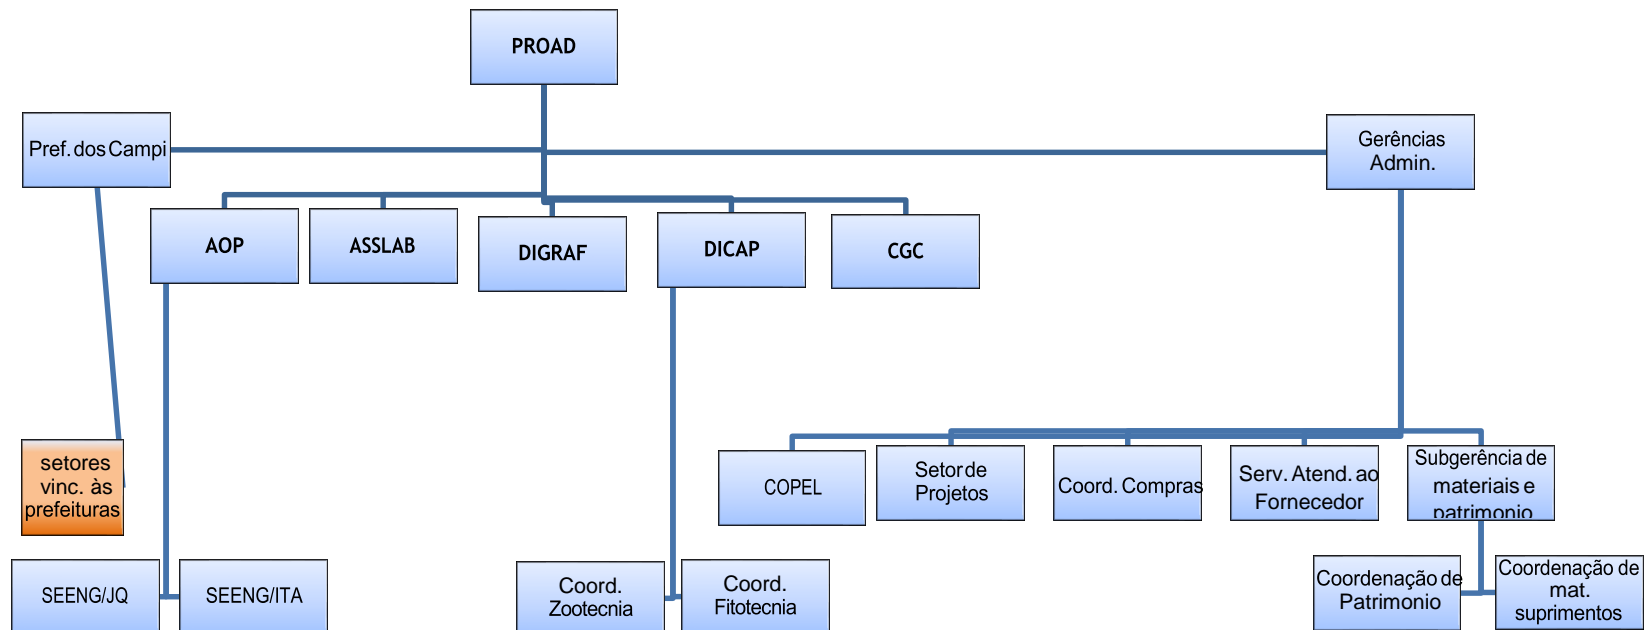 PROAD
Pref. dos Campi
Gerências
Admin.
AOP
ASSLAB
DIGRAF
DICAP
CGC
setores
vinc. às
prefeituras
COPEL
Setor de
Projetos
Coord. Compras
Serv. Atend. ao
Fornecedor
Subgerência de
materiais e
patrimonio
SEENG/JQ
SEENG/ITA
Coord.
Zootecnia
Coord.
Fitotecnia
Coordenação de
Patrimonio
Coordenação de
mat.
suprimentos